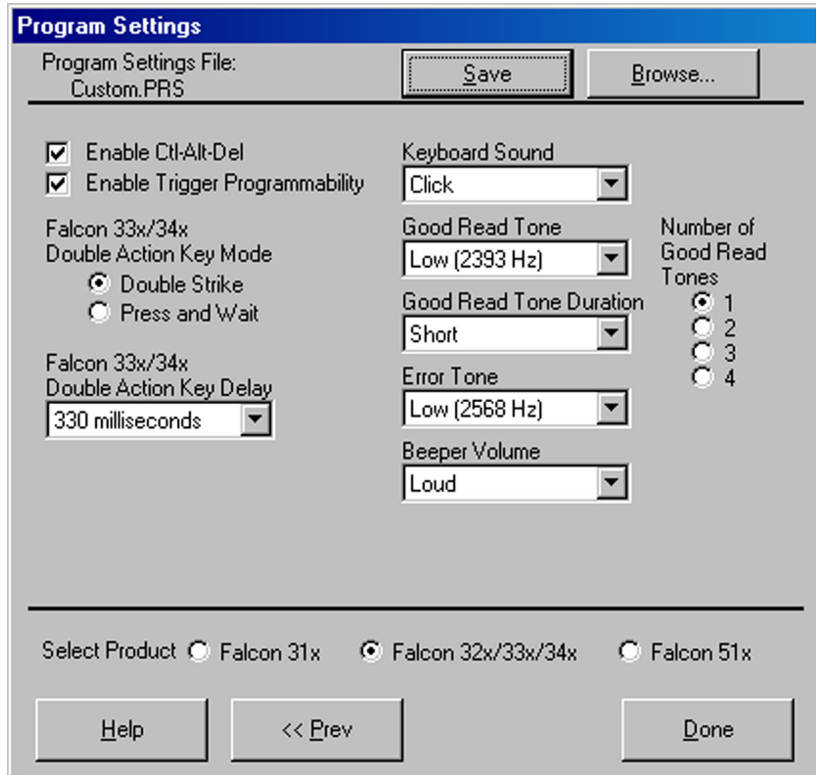 Program Settings
Program Settings File:
Custom.PRS
Save
Browse...
Enable Ctl-Alt-Del
Enable Trigger Programmability
Falcon 33x/34x
Double Action Key Mode
Double Strike
Press and Wait
Falcon 33x/34x
Double Action Key Delay
330 milliseconds
Keyboard Sound
Click
Good Read Tone
Low (2393 Hz)
Good Read Tone Duration
Short
Error Tone
Low (2568 Hz)
Beeper Volume
Loud
Number of
Good Read
Tones
1
2
3
4
Select Product
Falcon 31x
Falcon 32x/33x/34x
Falcon 51x
Help
<< Prev
Done